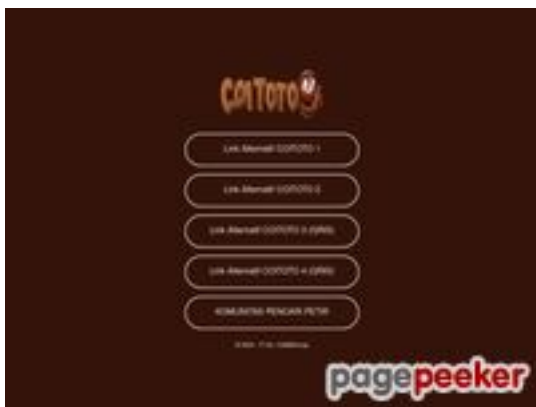 COITOTO
Link Alternatif COITOTO 1
Link Alternatif COITOTO 2
Link Alternatif COITOTO 3 (QRIS)
Link Alternatif COITOTO 4 (QRIS)
KOMUNITAS PENCARI PETIR
pagepeeker